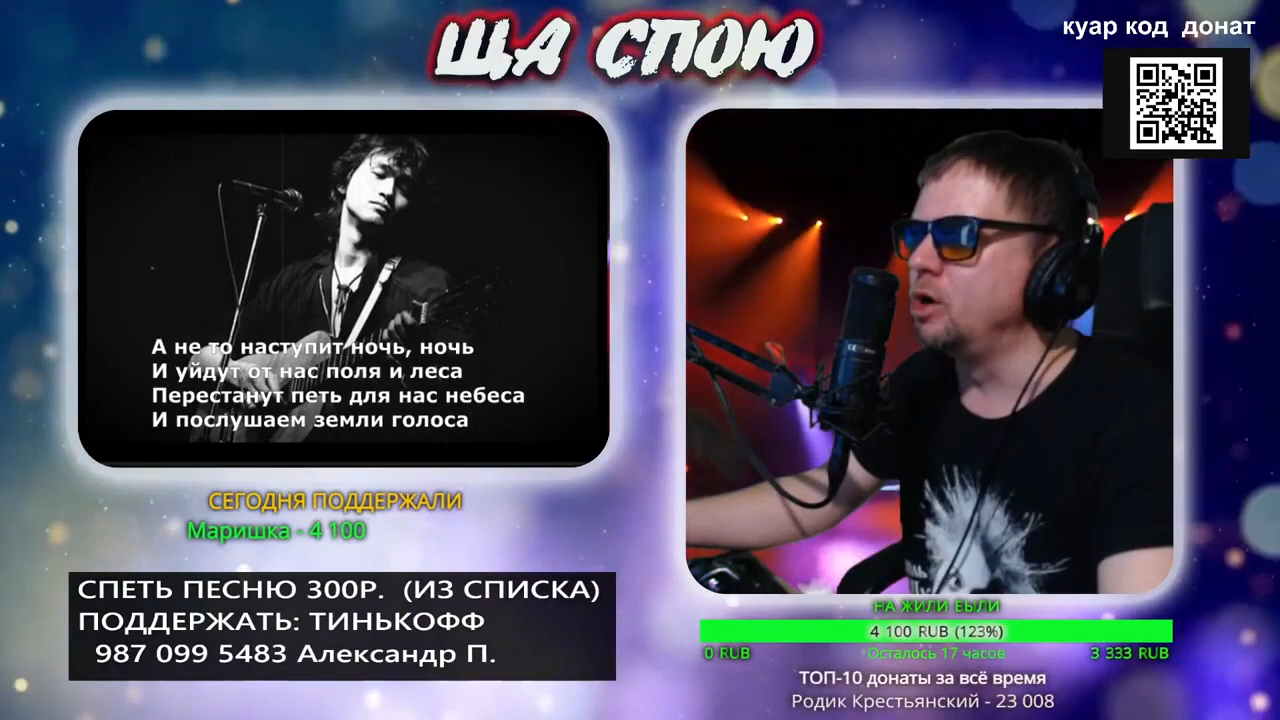 ЩА СПОЮ
куар код донат
А не то наступит ночь, ночь
И уйдут от нас поля и леса
Перестанут петь для нас небеса
И послушаем земли голоса
СЕГОДНЯ ПОДДЕРЖАЛИ
Маришка - 4 100
СПЕТЬ ПЕСНЮ 300Р. (ИЗ СПИСКА)
ПОДДЕРЖАТЬ: ТИНЬКОФФ
987 099 5483 Александр П.
НА ЖИЛИ БЫЛИ
4 100 RUB (123%)
0 RUB
Осталось 17 часов
3 333 RUB
ТОП-10 донаты за всё время
Родик Крестьянский - 23 008